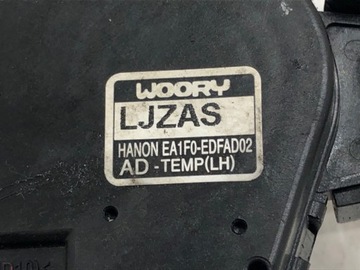 WOORY
LJZAS
HANON EA1F0-EDFAD02
AD -TEMP(LH)